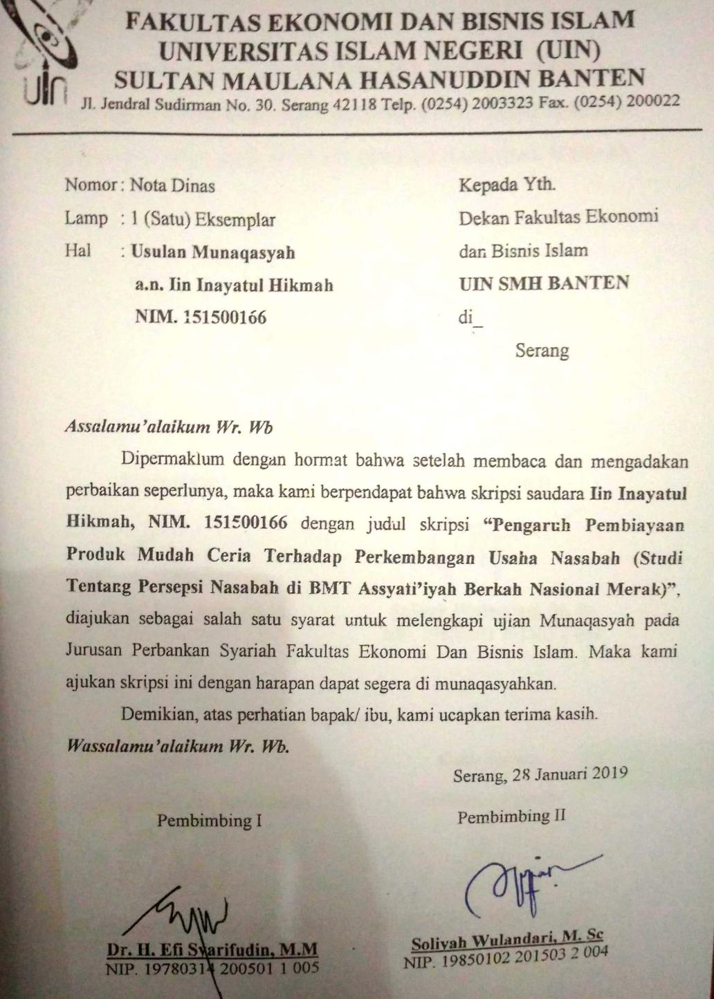 FAKULTAS EKONOMI DAN BISNIS ISLAM
UNIVERSITAS ISLAM NEGERI (UIN)
SULTAN MAULANA HASANUDDIN BANTEN
uin
Jl. Jendral Sudirman No. 30. Serang 42118 Telp. (0254) 2003323 Fax. (0254) 200022
Nomor : Nota Dinas
Lamp : 1 (Satu) Eksemplar
Hal : Usulan Munaqasyah
a.n. Iin Inayatul Hikmah
NIM. 151500166
Kepada Yth.
Dekan Fakultas Ekonomi
dan Bisnis Islam
UIN SMH BANTEN
di_
Serang
Assalamu'alaikum Wr. Wb
Dipermaklum dengan hormat bahwa setelah membaca dan mengadakan
perbaikan seperlunya, maka kami berpendapat bahwa skripsi saudara Iin Inayatul
Hikmah, NIM. 151500166 dengan judul skripsi “Pengaruh Pembiayaan
Produk Mudah Ceria Terhadap Perkembangan Usaha Nasabah (Studi
Tentang Persepsi Nasabah di BMT Assyati'iyah Berkah Nasional Merak)”,
diajukan sebagai salah satu syarat untuk melengkapi ujian Munaqasyah pada
Jurusan Perbankan Syariah Fakultas Ekonomi Dan Bisnis Islam. Maka kami
ajukan skripsi ini dengan harapan dapat segera di munaqasyahkan.
Demikian, atas perhatian bapak/ ibu, kami ucapkan terima kasih.
Wassalamu'alaikum Wr. Wb.
Serang, 28 Januari 2019
Pembimbing I
Dr. H. Efi Syarifudin, M.M
NIP. 19780314 200501 1 005
Pembimbing II
Soliyah Wulandari, M. Sc
NIP. 19850102 201503 2 004